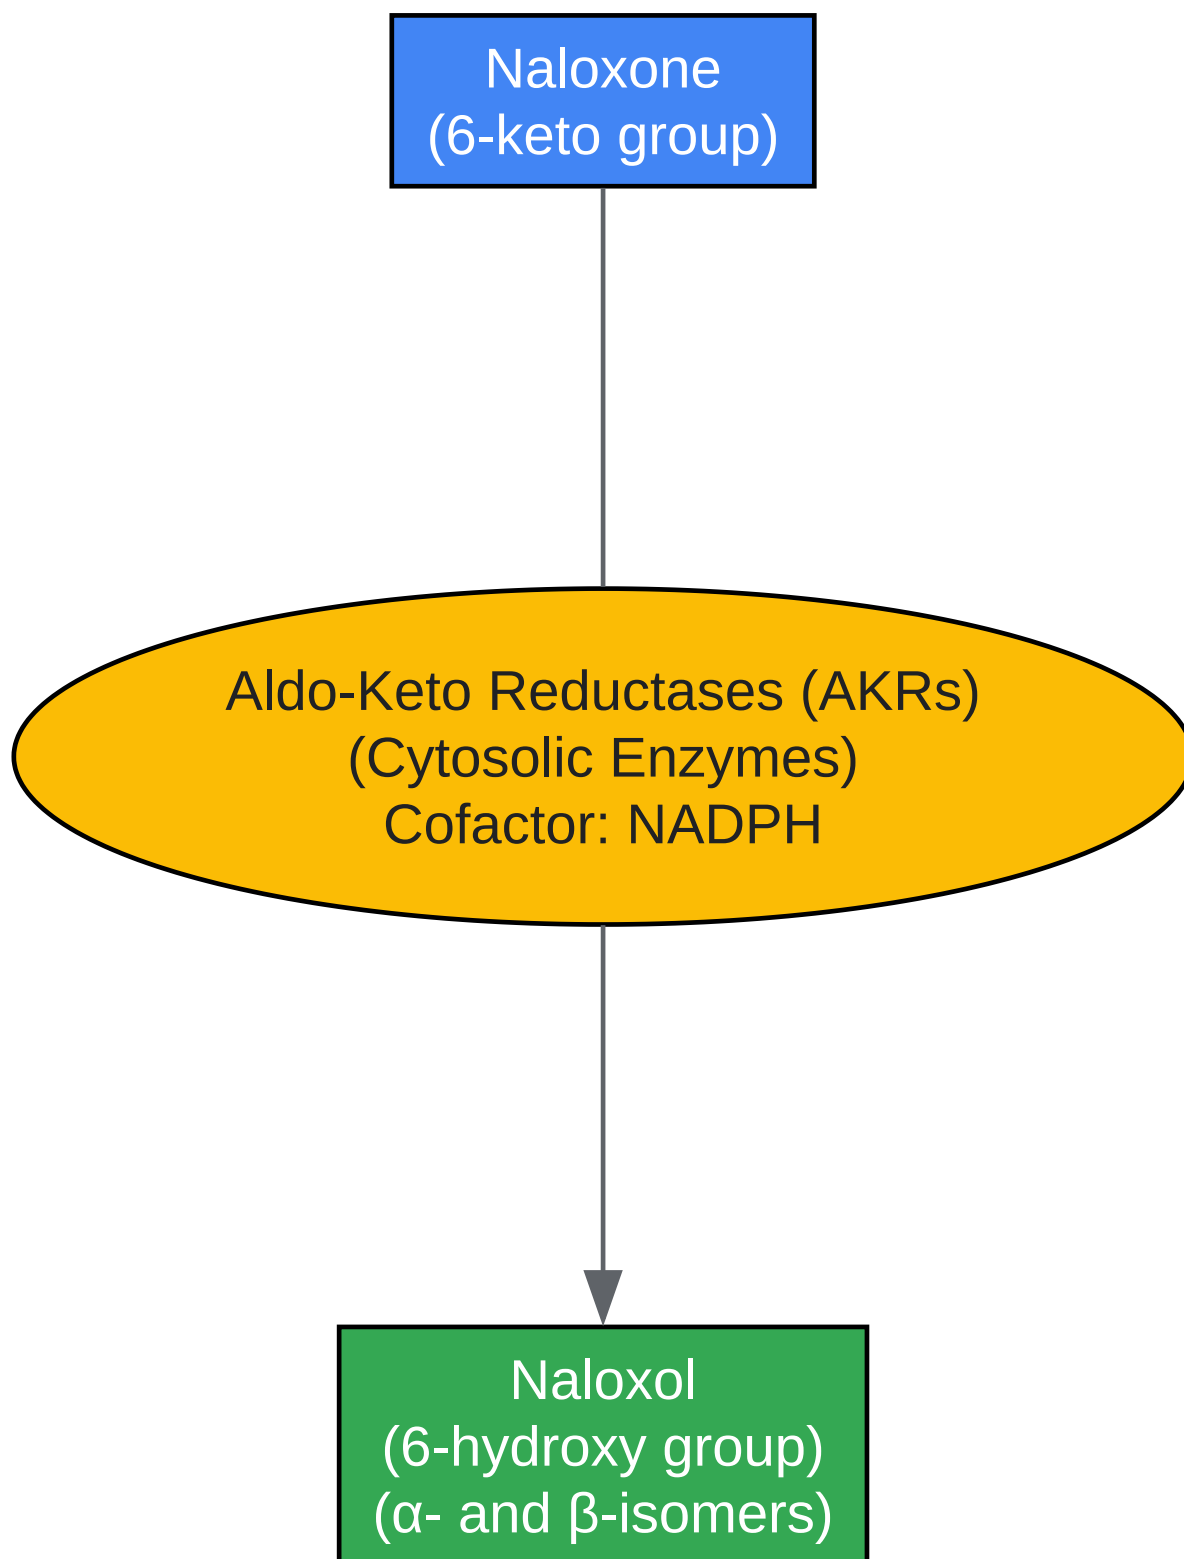 Naloxone
(6-keto group)
Aldo-Keto Reductases (AKRs)
(Cytosolic Enzymes)
Cofactor: NADPH
Naloxol
(6-hydroxy group)
(α- and β-isomers)